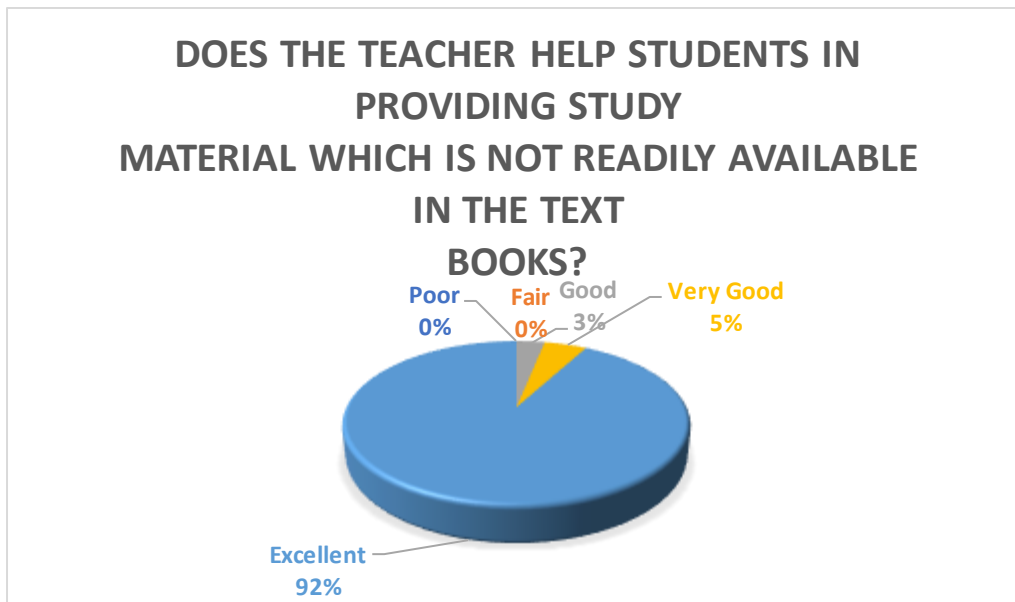 DOES THE TEACHER HELP STUDENTS IN
PROVIDING STUDY
MATERIAL WHICH IS NOT READILY AVAILABLE
IN THE TEXT
BOOKS?
Poor
0%
Fair
0%
Good
3%
Very Good
5%
Excellent
92%